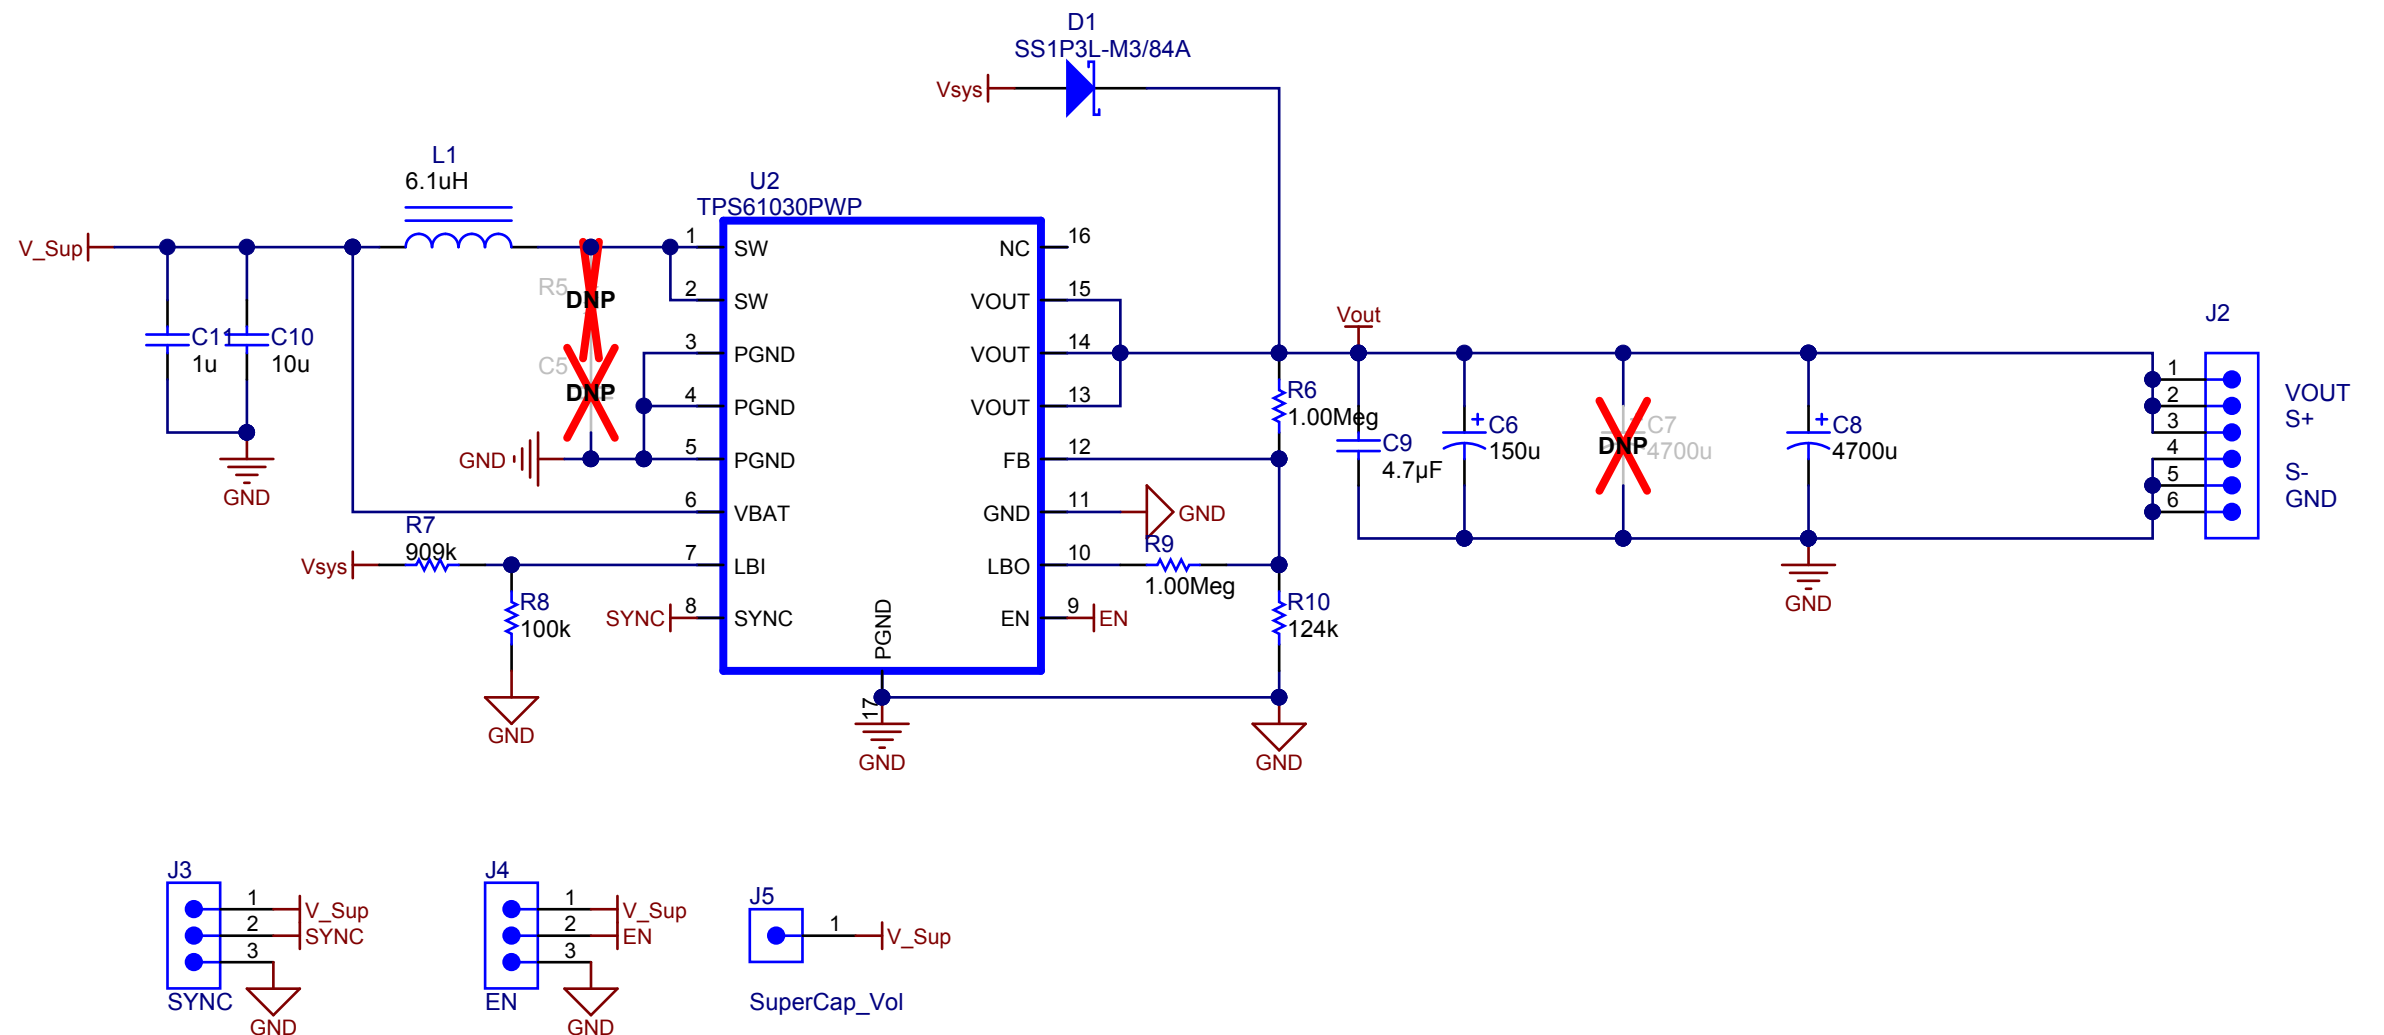 D1
SS1P3L-M3/84A
Vsys
L1
6.1uH
U2
TPS61030PWP
V_Sup
C11
1u
C10
10u
GND
R5
DNP
C5
DNP
GND
1
SW
2
SW
3
PGND
4
PGND
5
PGND
6
VBAT
7
LBI
8
SYNC
SYNC
R7
909k
Vsys
R8
100k
GND
PGND
17
GND
NC
16
VOUT
15
VOUT
14
VOUT
13
FB
12
GND
11
GND
LBO
10
EN
9
EN
R9
1.00Meg
R6
1.00Meg
R10
124k
GND
Vout
C9
4.7µF
+
C6
150u
C7
DNP
4700u
+
C8
4700u
GND
J2
1
2
3
4
5
6
VOUT
S+
S-
GND
J3
1
V_Sup
2
SYNC
3
SYNC
GND
J4
1
V_Sup
2
EN
3
EN
GND
J5
1
V_Sup
SuperCap_Vol